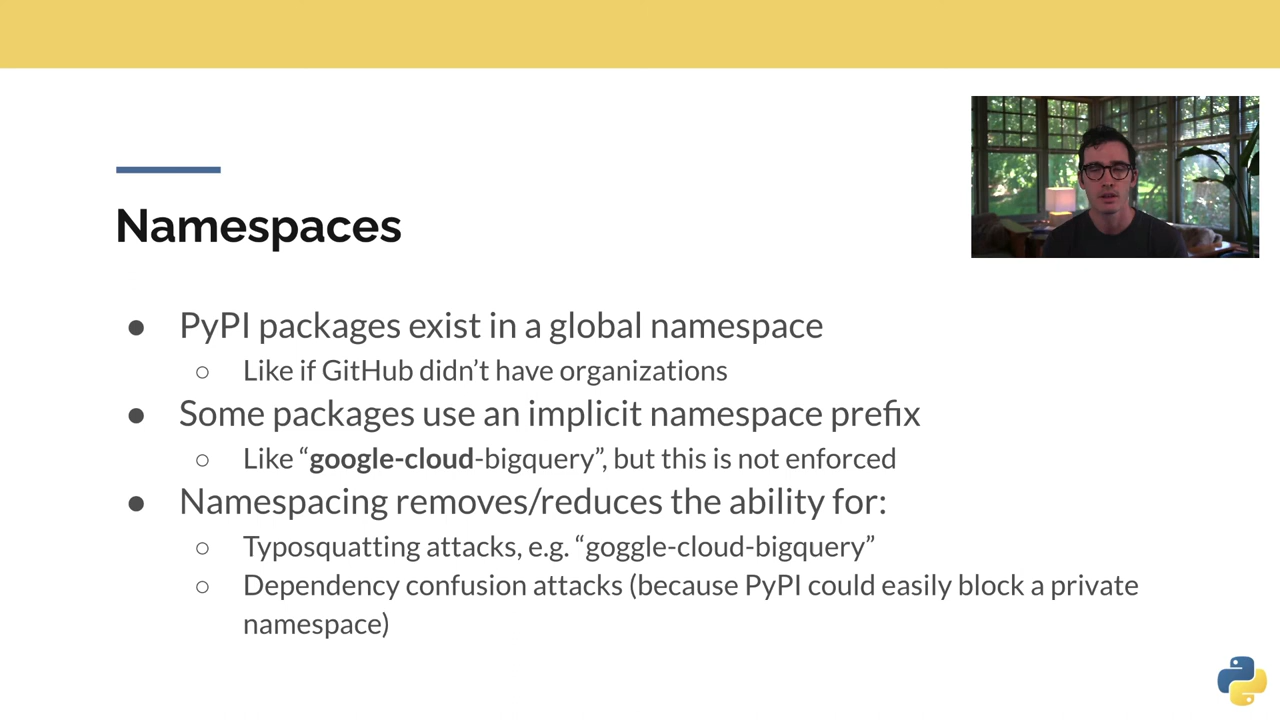 Namespaces
● PyPI packages exist in a global namespace
○ Like if GitHub didn’t have organizations
● Some packages use an implicit namespace prefix
○ Like “google-cloud-bigquery”, but this is not enforced
● Namespacing removes/reduces the ability for:
○ Typosquatting attacks, e.g. “goggle-cloud-bigquery”
○ Dependency confusion attacks (because PyPI could easily block a private
namespace)